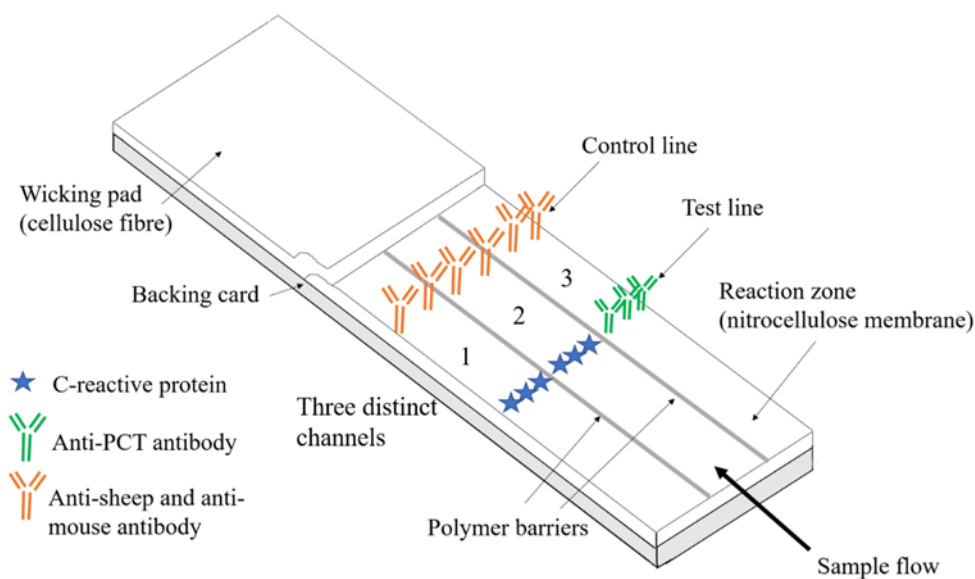 Control line
Wicking pad
(cellulose fibre)
Test line
Backing card
Reaction zone
(nitrocellulose membrane)
3
2
1
C-reactive protein
Three distinct
channels
Anti-PCT antibody
Anti-sheep and anti-
mouse antibody
Polymer barriers
Sample flow